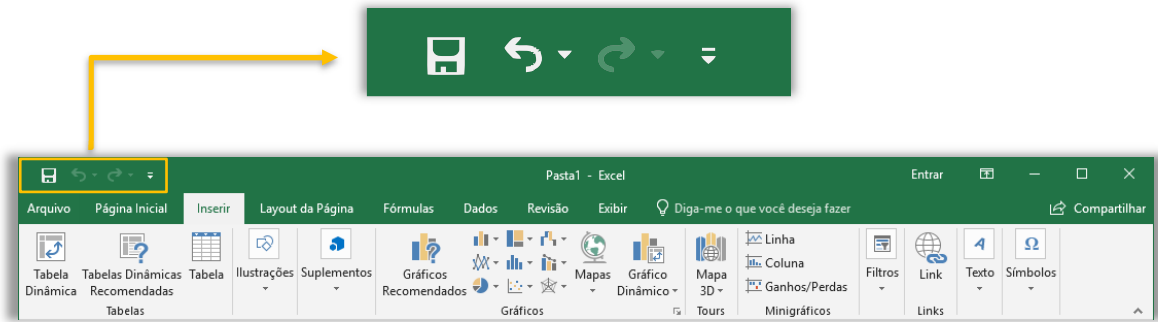 Pasta1 - Excel
Entrar
Arquivo Página Inicial Inserir Layout da Página Fórmulas Dados Revisão Exibir Diga-me o que você deseja fazer Compartilhar
Tabela Dinâmica
Tabelas Dinâmicas Recomendadas
Tabela
Ilustrações
Suplementos
Gráficos Recomendados
Mapas
Gráfico Dinâmico
Mapa 3D
Linha
Coluna
Ganhos/Perdas
Filtros
Link
Texto
Símbolos
Tabelas
Gráficos
Tours
Minigráficos
Links